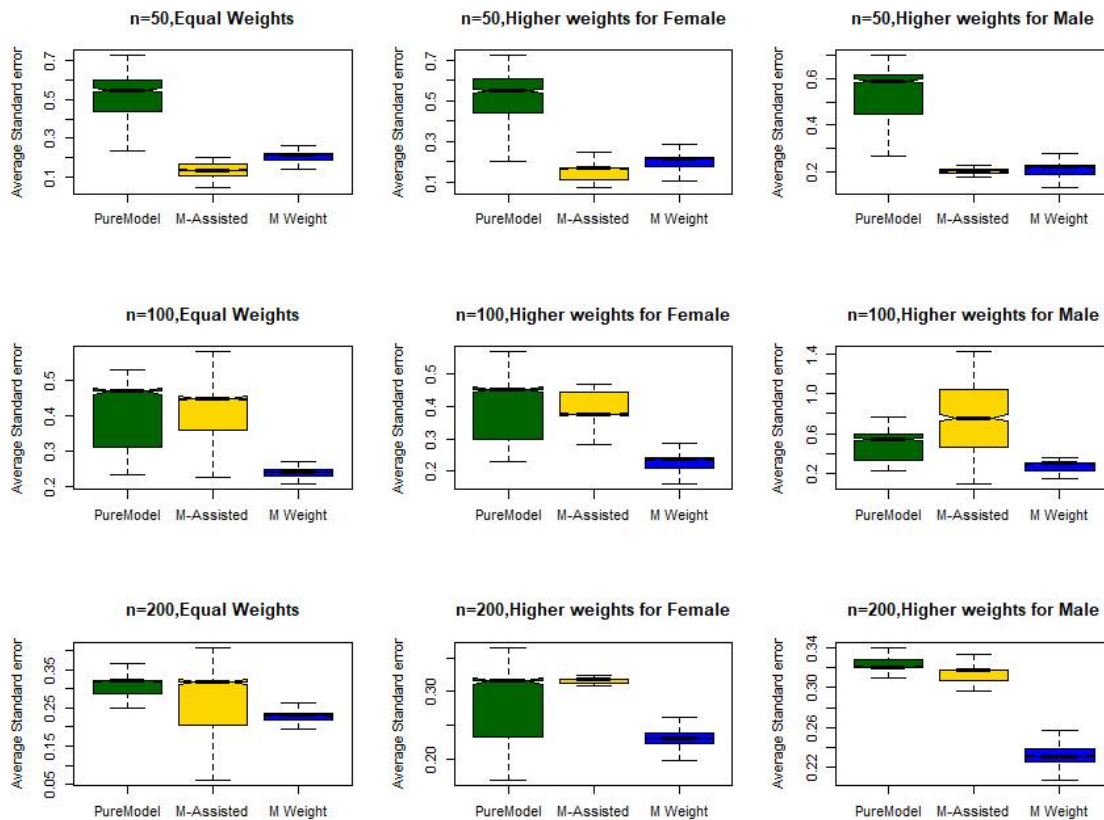 n=50,Equal Weights
Average Standard error
0.1 0.3 0.5 0.7
PureModel M-Assisted M Weight
n=50,Higher weights for Female
Average Standard error
0.1 0.3 0.5 0.7
PureModel M-Assisted M Weight
n=50,Higher weights for Male
Average Standard error
0.2 0.4 0.6
PureModel M-Assisted M Weight
n=100,Equal Weights
Average Standard error
0.2 0.3 0.4 0.5
PureModel M-Assisted M Weight
n=100,Higher weights for Female
Average Standard error
0.2 0.3 0.4 0.5
PureModel M-Assisted M Weight
n=100,Higher weights for Male
Average Standard error
0.2 0.6 1.0 1.4
PureModel M-Assisted M Weight
n=200,Equal Weights
Average Standard error
0.05 0.15 0.25 0.35
PureModel M-Assisted M Weight
n=200,Higher weights for Female
Average Standard error
0.20 0.30
PureModel M-Assisted M Weight
n=200,Higher weights for Male
Average Standard error
0.22 0.26 0.30 0.34
PureModel M-Assisted M Weight